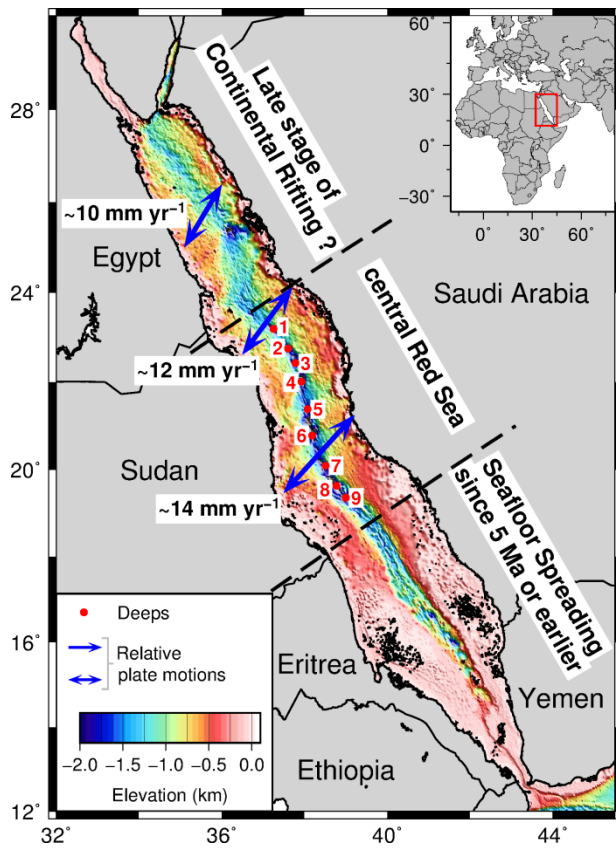 60°
30°
0°
−30°
0°
30°
60°
28°
24°
20°
16°
12°
32
36°
40°
44°
Late stage of
Continental Rifting ?
~10 mm yr−1
Egypt
Saudi Arabia
central Red Sea
~12 mm yr−1
1
2
3
4
5
6
7
8
9
Sudan
~14 mm yr−1
Seafloor Spreading
since 5 Ma or earlier
Eritrea
Yemen
Ethiopia
Deeps
Relative
plate motions
−2.0 −1.5 −1.0 −0.5 0.0
Elevation (km)